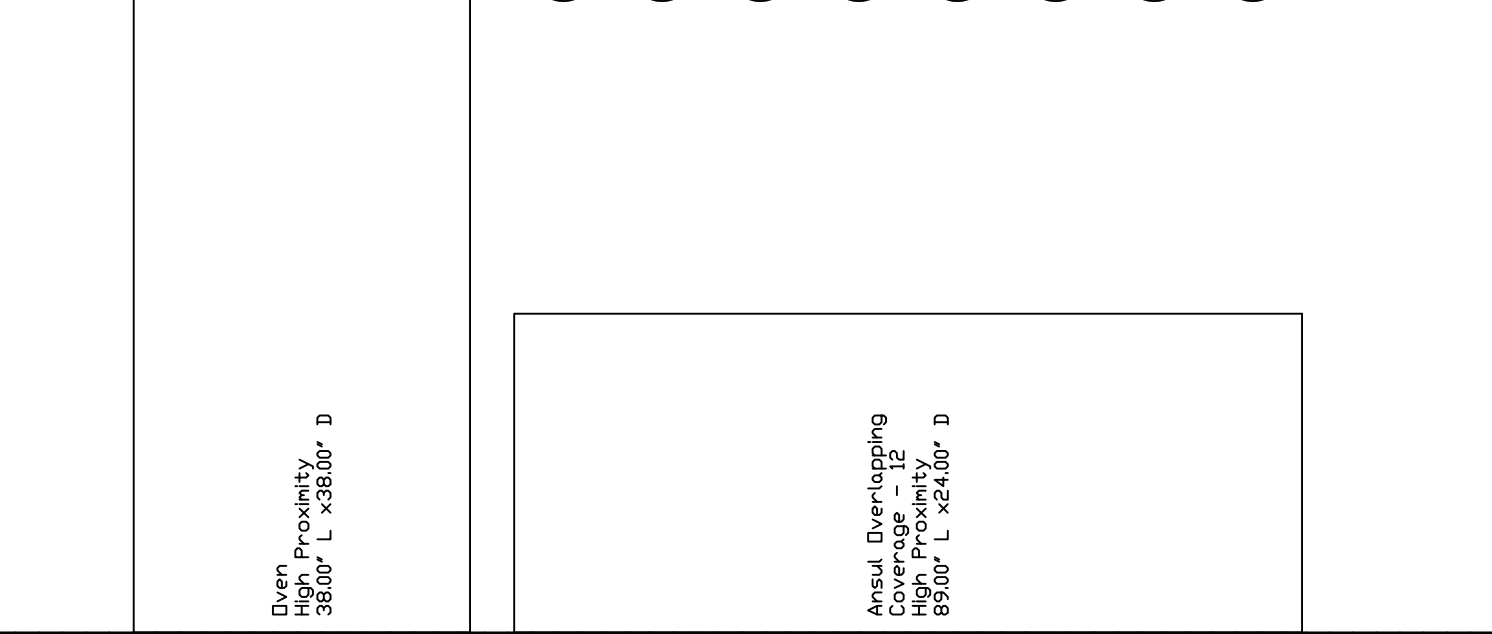 Oven
High Proximity
38.00" L x38.00" D
Ansul Overlapping
Coverage - 12
High Proximity
89.00" L x24.00" D